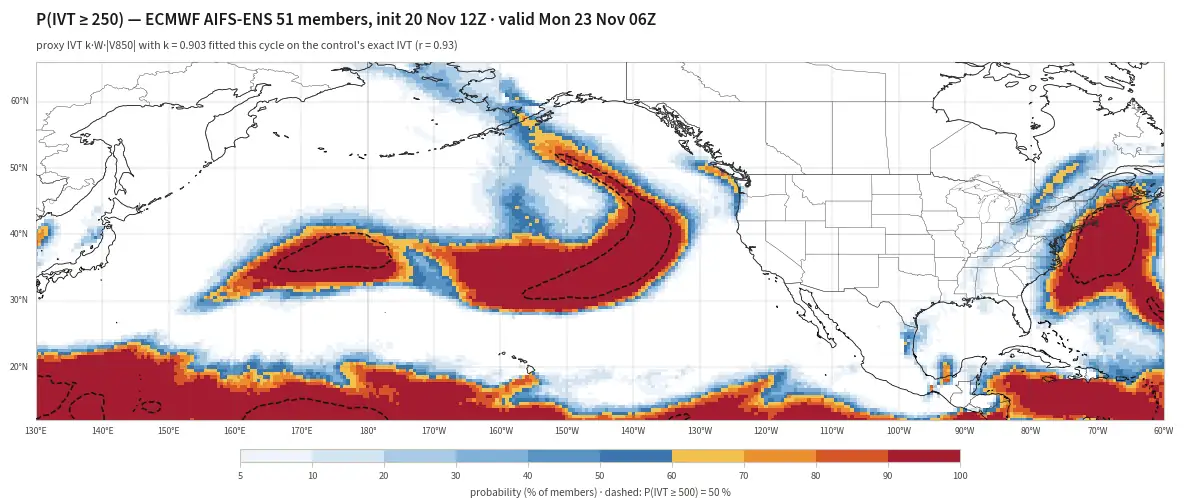 P(IVT ≥ 250) — ECMWF AIFS-ENS 51 members, init 20 Nov 12Z · valid Mon 23 Nov 06Z
proxy IVT k·W·|V850| with k = 0.903 fitted this cycle on the control's exact IVT (r = 0.93)
60°N
50°N
40°N
30°N
20°N
130°E 140°E 150°E 160°E 170°E 180° 170°W 160°W 150°W 140°W 130°W 120°W 110°W 100°W 90°W 80°W 70°W 60°W
5 10 20 30 40 50 60 70 80 90 100
probability (% of members) · dashed: P(IVT ≥ 500) = 50 %